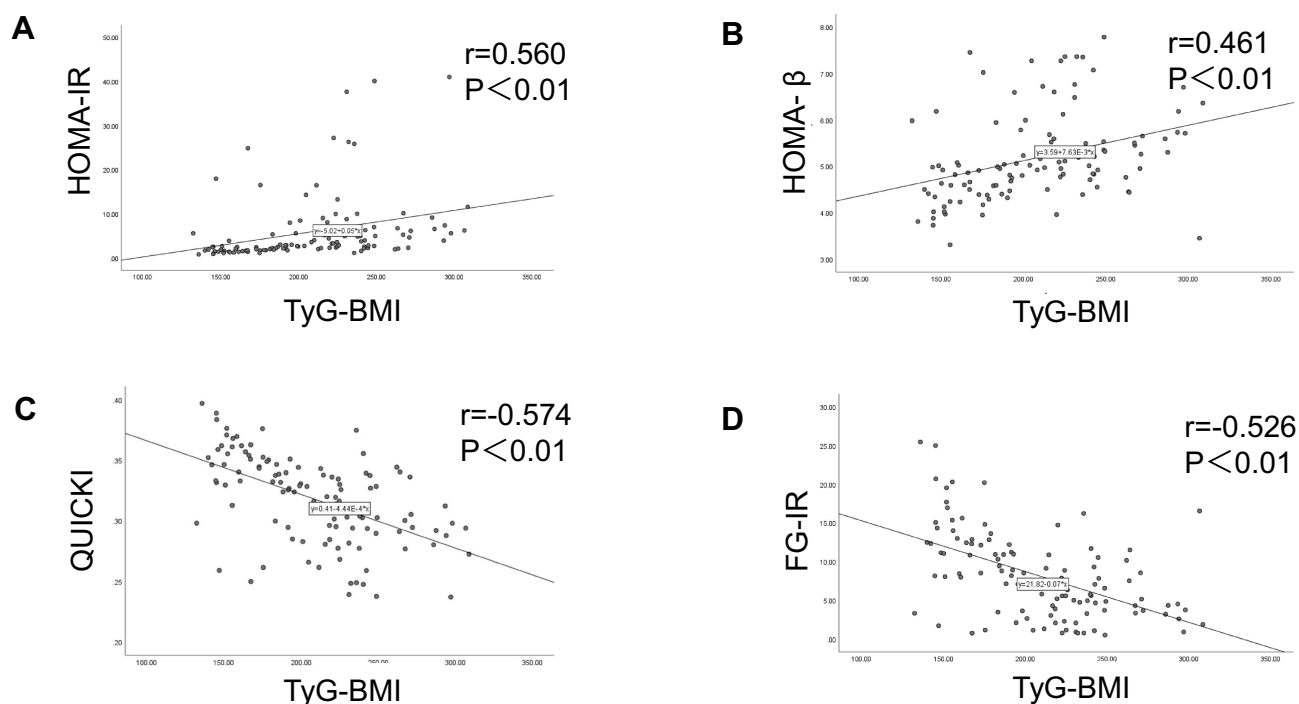 A
HOMA-IR
50.00
40.00
30.00
20.00
10.00
.00
r=0.560
P＜0.01
y=-5.02+0.05*x
100.00 150.00 200.00 250.00 300.00 350.00
TyG-BMI
B
HOMA- β
8.00
7.00
6.00
5.00
4.00
3.00
r=0.461
P＜0.01
y=3.59+7.63E-3*x
100.00 150.00 200.00 250.00 300.00 350.00
TyG-BMI
C
QUICKI
.40
.35
.30
.25
.20
r=-0.574
P＜0.01
y=0.41-4.44E-4*x
100.00 150.00 200.00 250.00 300.00 350.00
TyG-BMI
D
FG-IR
30.00
25.00
20.00
15.00
10.00
5.00
.00
r=-0.526
P＜0.01
y=21.82-0.07*x
100.00 150.00 200.00 250.00 300.00 350.00
TyG-BMI